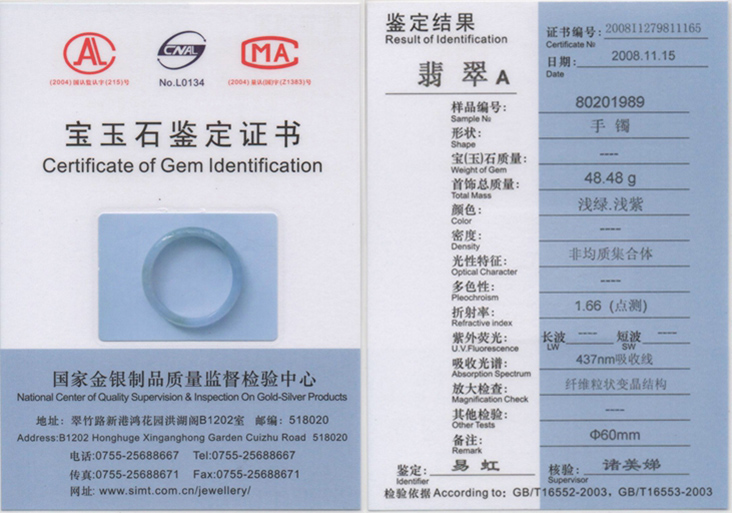 AL
CNAL
CMA
(2004)国认监认字(215)号
No.L0134
(2004)量认(国)字(Z1383)号
宝玉石鉴定证书
Certificate of Gem Identification
国家金银制品质量监督检验中心
National Center of Quality Supervision & Inspection On Gold-Silver Products
地址: 翠竹路新港鸿花园洪湖阁B1202室 邮编: 518020
Address:B1202 Honghuge Xinganghong Garden Cuizhu Road 518020
电话:0755-25688667 Tel:0755-25688667
传真:0755-25688671 Fax:0755-25688671
网址: www.simt.com.cn/jewellery/
鉴定结果
Result of Identification
证书编号: 200811279811165
Certificate №
日期: 2008.11.15
Date
翡翠A
样品编号: 80201989
Sample №
形状: 手镯
Shape
宝(玉)石质量: ----
Weight of Gem
首饰总质量: 48.48 g
Total Mass
颜色: 浅绿.浅紫
Color
密度: ----
Density
光性特征: 非均质集合体
Optical Character
多色性: ----
Pleochroism
折射率: 1.66 (点测)
Refractive index
紫外荧光: 长波 ---- 短波 ----
U.V.Fluorescence LW SW
吸收光谱: 437nm吸收线
Absorption Spectrum
放大检查: 纤维粒状变晶结构
Magnification Check
其他检验: ----
Other Tests
备注: Φ60mm
Remark
鉴定: 易虹 核验: 诸美娣
Identifier Supervisor
检验依据 According to: GB/T16552-2003, GB/T16553-2003